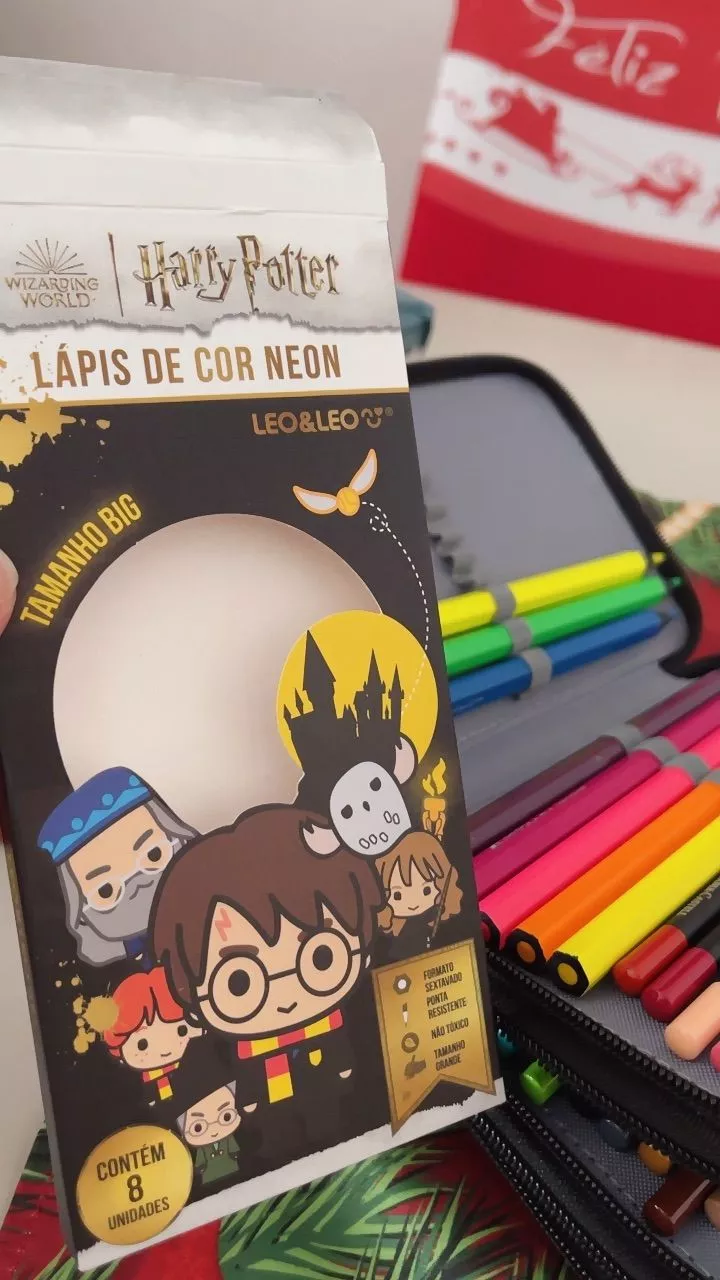 Feliz
WIZARDING
WORLD
Harry Potter
LÁPIS DE COR NEON
LEO&LEO
TAMANHO BIG
FORMATO
SEXTAVADO
PONTA
RESISTENTE
NÃO TÓXICO
TAMANHO
GRANDE
CONTÉM
8
UNIDADES